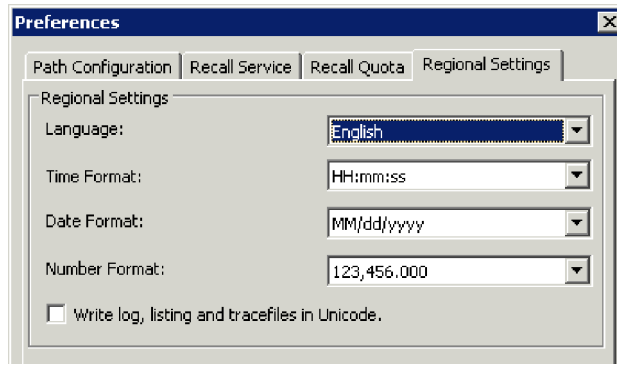 Preferences
Path Configuration Recall Service Recall Quota Regional Settings
Regional Settings
Language: English
Time Format: HH:mm:ss
Date Format: MM/dd/yyyy
Number Format: 123,456.000
Write log, listing and tracefiles in Unicode.